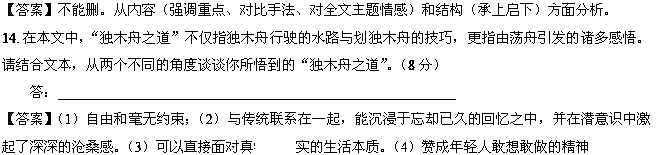 【答案】不能删。从内容（强调重点、对比手法、对全文主题情感）和结构（承上启下）方面分析。
14. 在本文中，“独木舟之道”不仅指独木舟行驶的水路与划独木舟的技巧，更指由荡舟引发的诸多感悟。
请结合文本，从两个不同的角度谈谈你所悟到的“独木舟之道”。（8 分）
答：
【答案】（1）自由和毫无约束；（2）与传统联系在一起，能沉浸于忘却已久的回忆之中，并在潜意识中激
起了深深的沧桑感。（3）可以直接面对真 实的生活本质。（4）赞成年轻人敢想敢做的精神